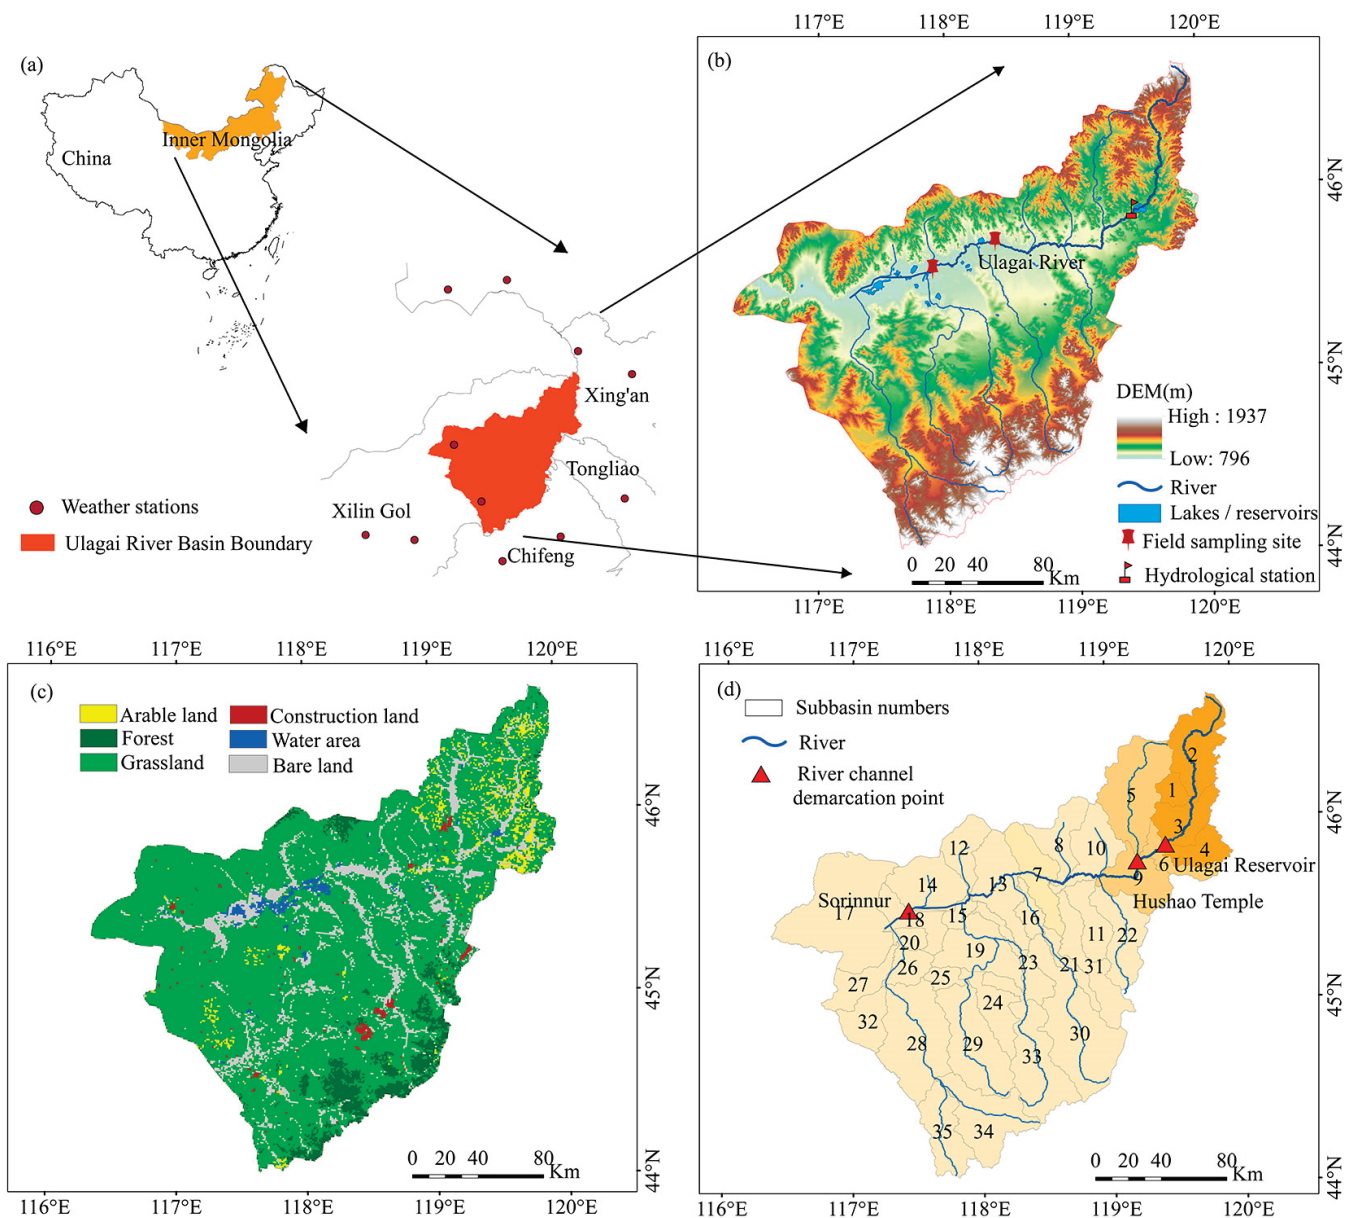 (a)
China
Inner Mongolia
Xing'an
Tongliao
Xilin Gol
Chifeng
Weather stations
Ulagai River Basin Boundary
117°E 118°E 119°E 120°E
(b)
46°N
45°N
44°N
Ulagai River
DEM(m)
High : 1937
Low: 796
River
Lakes / reservoirs
Field sampling site
Hydrological station
0 20 40 80
Km
117°E 118°E 119°E 120°E
116°E 117°E 118°E 119°E 120°E
(c)
Arable land
Construction land
Forest
Water area
Grassland
Bare land
46°N
45°N
44°N
0 20 40 80
Km
116°E 117°E 118°E 119°E 120°E
116°E 117°E 118°E 119°E 120°E
(d)
Subbasin numbers
River
River channel
demarcation point
2
1
5
3
4
6 Ulagai Reservoir
8
10
12
7
9
13
14
Hushao Temple
Sorinnur
17
18
15
16
11
22
20
19
23
21
31
26
25
27
24
32
28
29
33
30
35
34
46°N
45°N
44°N
0 20 40 80
Km
116°E 117°E 118°E 119°E 120°E